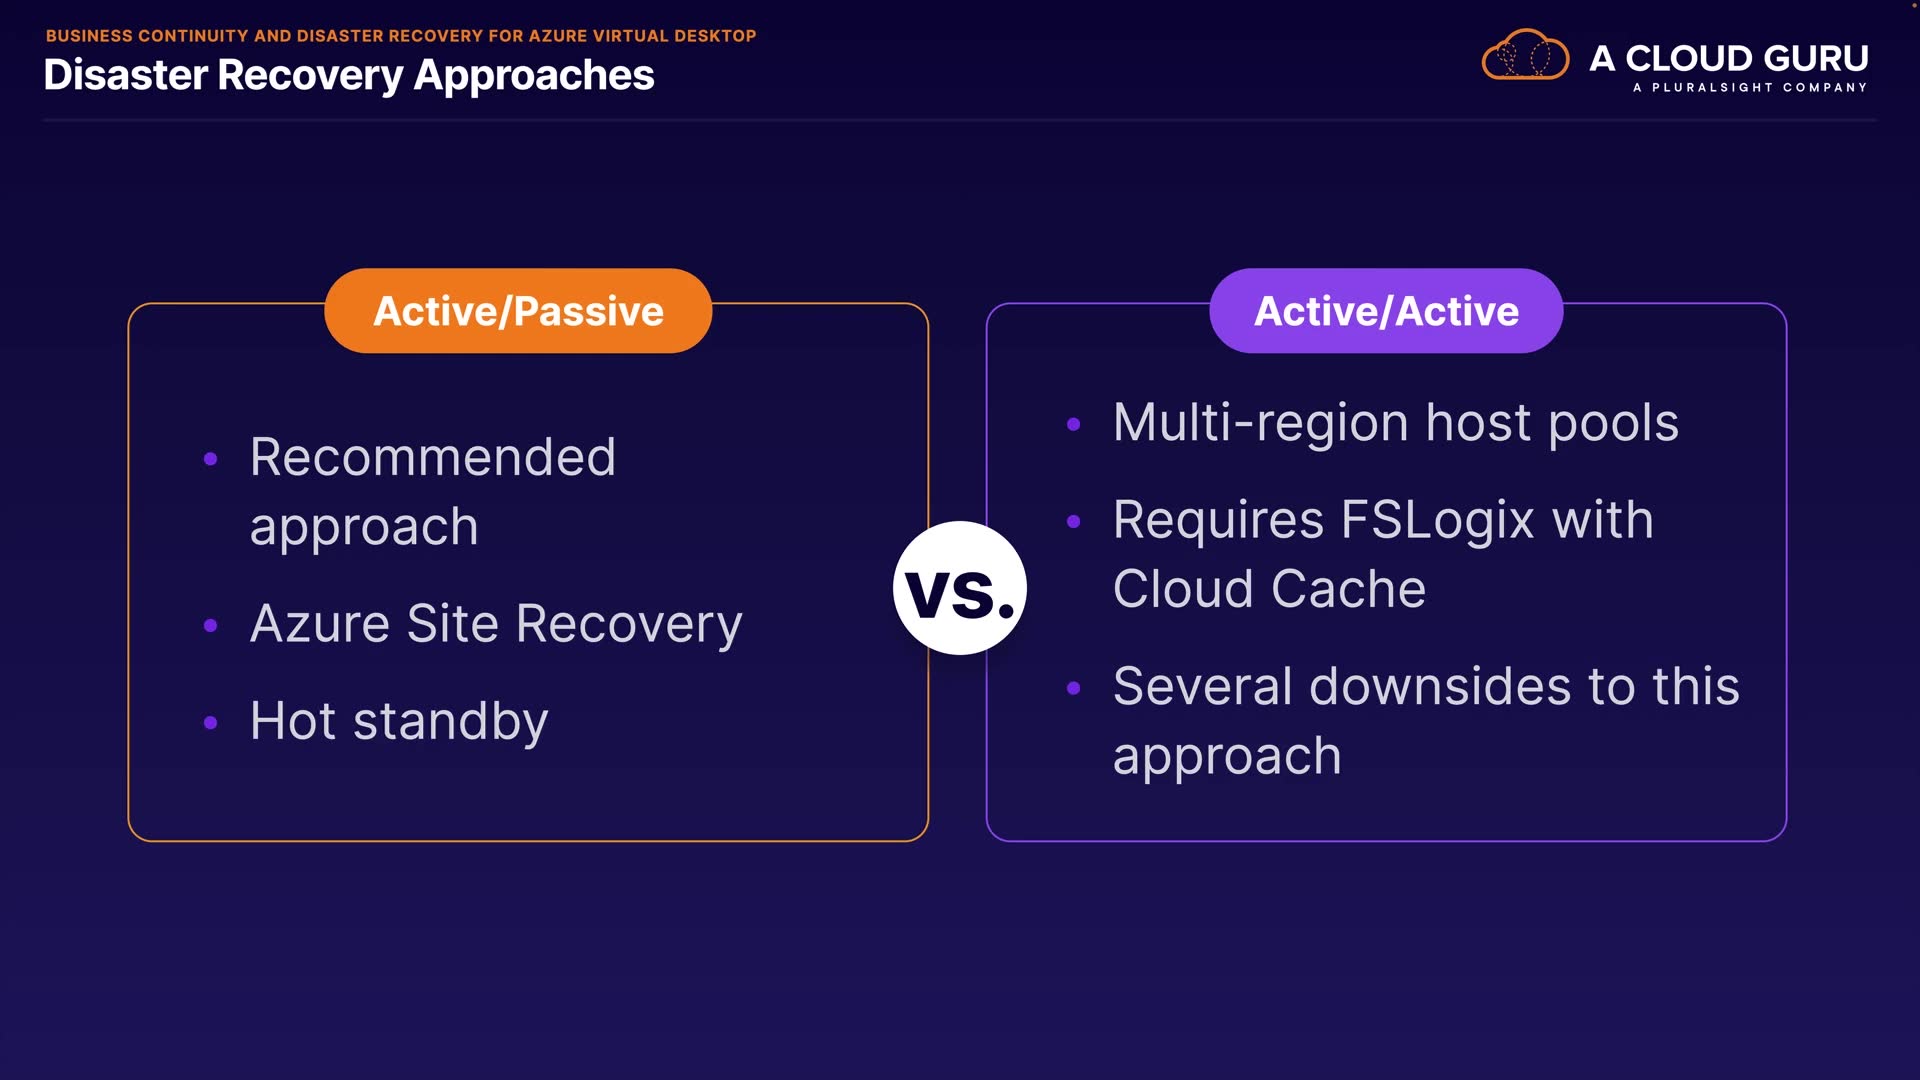 BUSINESS CONTINUITY AND DISASTER RECOVERY FOR AZURE VIRTUAL DESKTOP
Disaster Recovery Approaches
A CLOUD GURU
A PLURALSIGHT COMPANY
Active/Passive
• Recommended
approach
• Azure Site Recovery
• Hot standby
vs.
Active/Active
• Multi-region host pools
• Requires FSLogix with
Cloud Cache
• Several downsides to this
approach